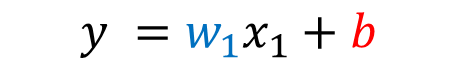 y = w₁x₁ + b